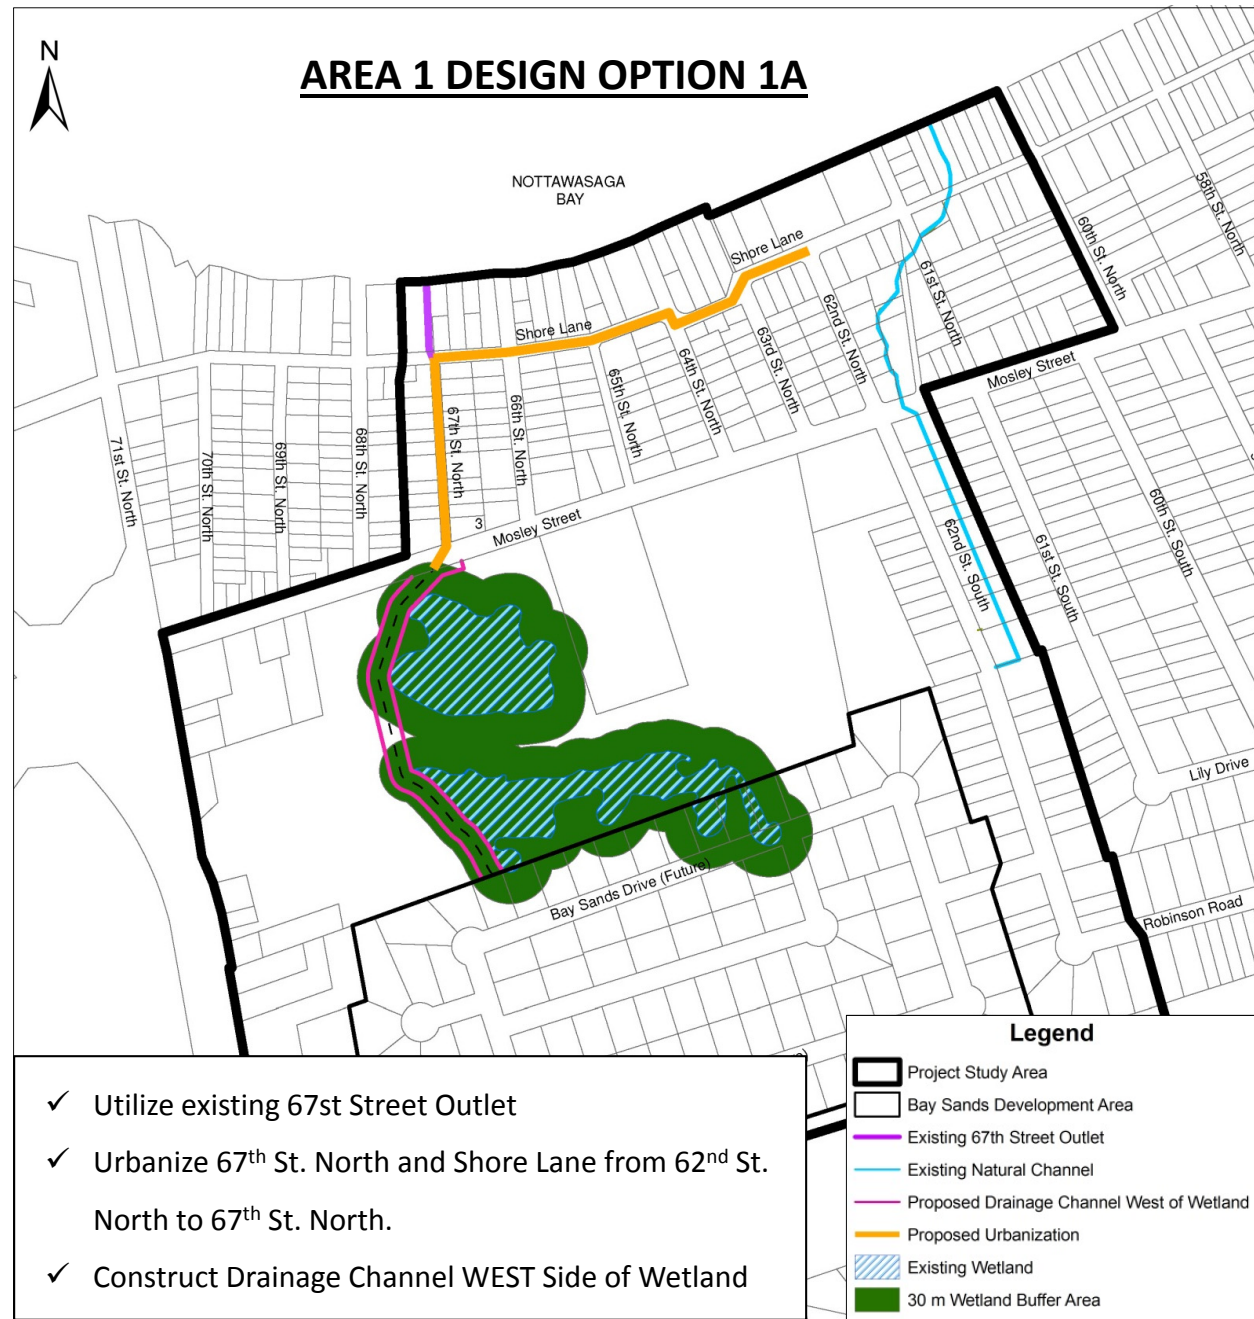 N
AREA 1 DESIGN OPTION 1A
NOTTAWASAGA
BAY
Shore Lane
Shore Lane
58th St. North
60th St. North
61st St. North
62nd St. North
63rd St. North
64th St. North
65th St. North
66th St. North
67th St. North
68th St. North
69th St. North
70th St. North
71st St. North
Mosley Street
3
Mosley Street
62nd St. South
61st St. South
60th St. South
Lily Drive
Robinson Road
Bay Sands Drive (Future)
✓ Utilize existing 67st Street Outlet
✓ Urbanize 67th St. North and Shore Lane from 62nd St.
North to 67th St. North.
✓ Construct Drainage Channel WEST Side of Wetland
Legend
Project Study Area
Bay Sands Development Area
Existing 67th Street Outlet
Existing Natural Channel
Proposed Drainage Channel West of Wetland
Proposed Urbanization
Existing Wetland
30 m Wetland Buffer Area